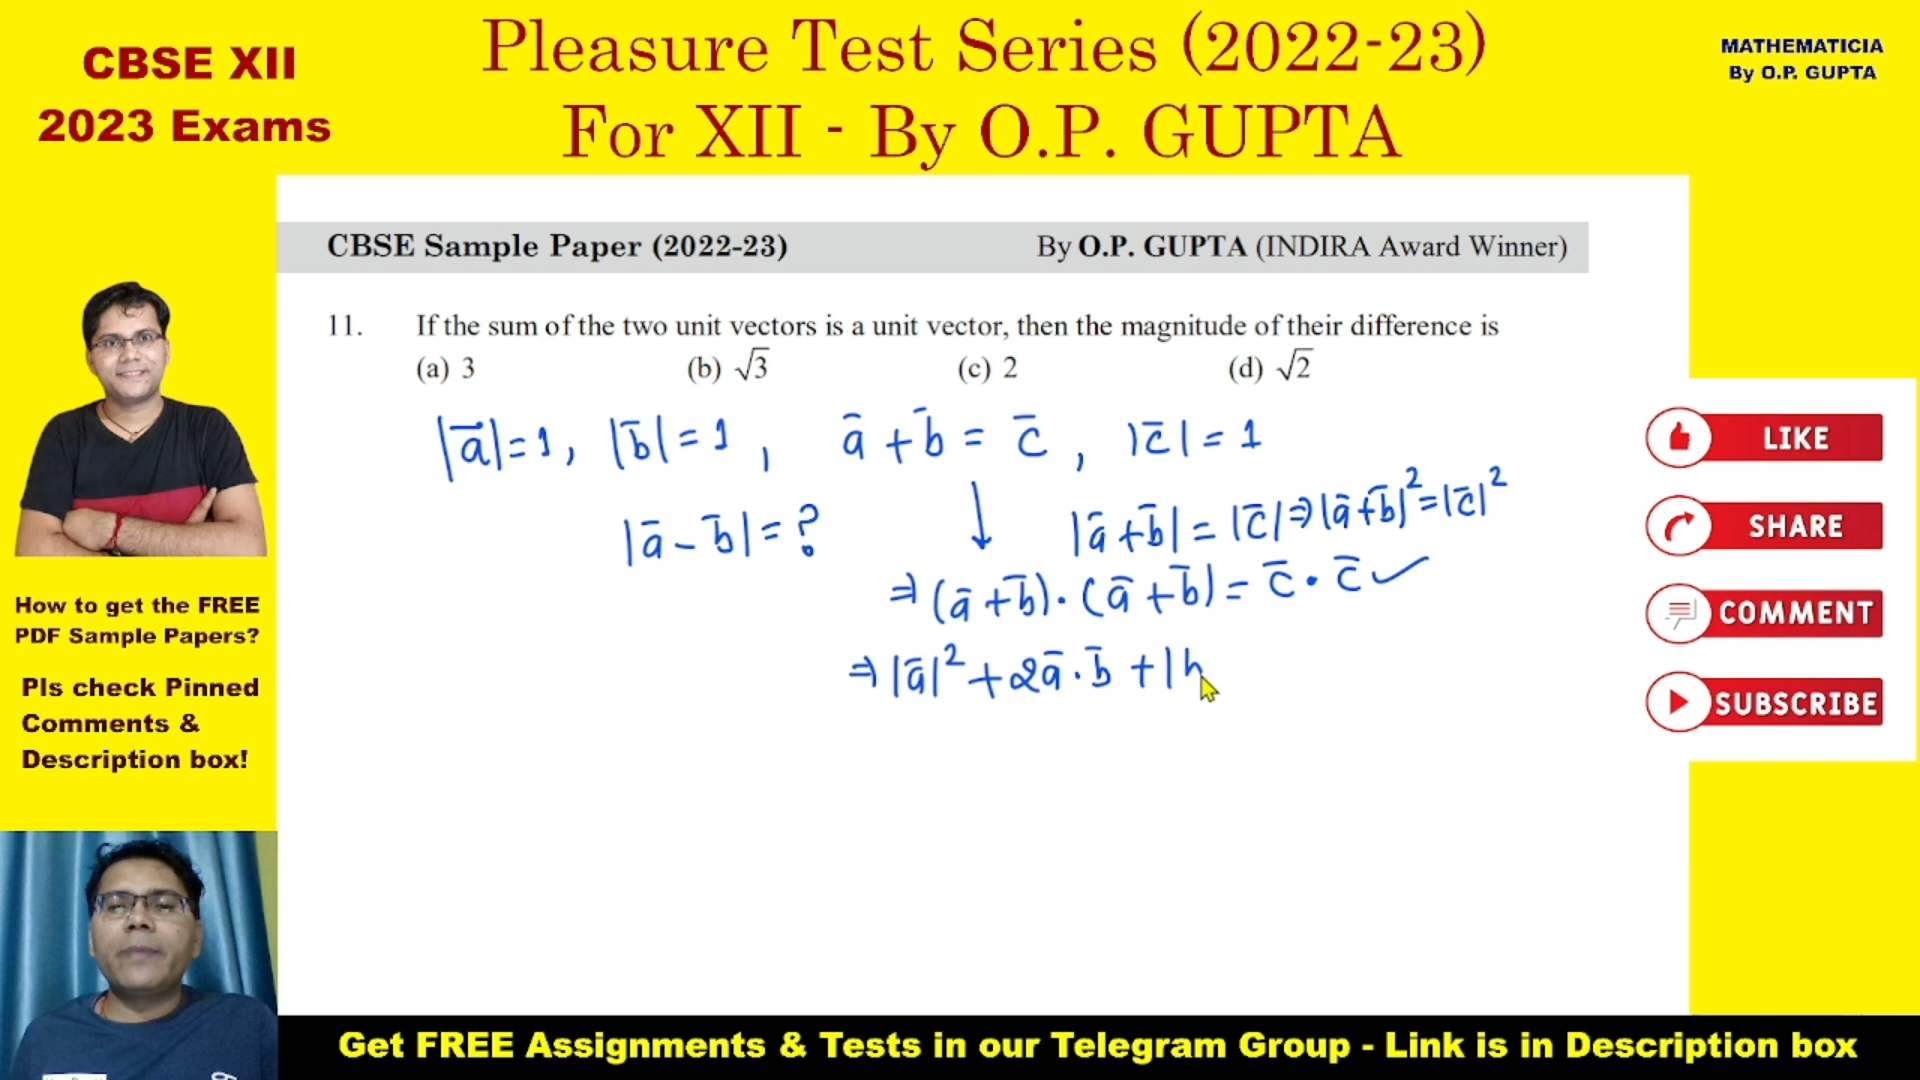 CBSE XII
2023 Exams
Pleasure Test Series (2022-23)
For XII - By O.P. GUPTA
MATHEMATICIA
By O.P. GUPTA
CBSE Sample Paper (2022-23) By O.P. GUPTA (INDIRA Award Winner)
11. If the sum of the two unit vectors is a unit vector, then the magnitude of their difference is
(a) 3 (b) √3 (c) 2 (d) √2
|a̅|=1, |b̅|=1, a̅+b̅=c̅, |c̅|=1
|a̅-b̅|=? ↓ |a̅+b̅|=|c̅|⇒|a̅+b̅|²=|c̅|²
⇒(a̅+b̅)·(a̅+b̅)=c̅·c̅ ✓
⇒|a̅|²+2a̅·b̅+|b
How to get the FREE
PDF Sample Papers?
Pls check Pinned
Comments &
Description box!
LIKE
SHARE
COMMENT
SUBSCRIBE
Get FREE Assignments & Tests in our Telegram Group - Link is in Description box